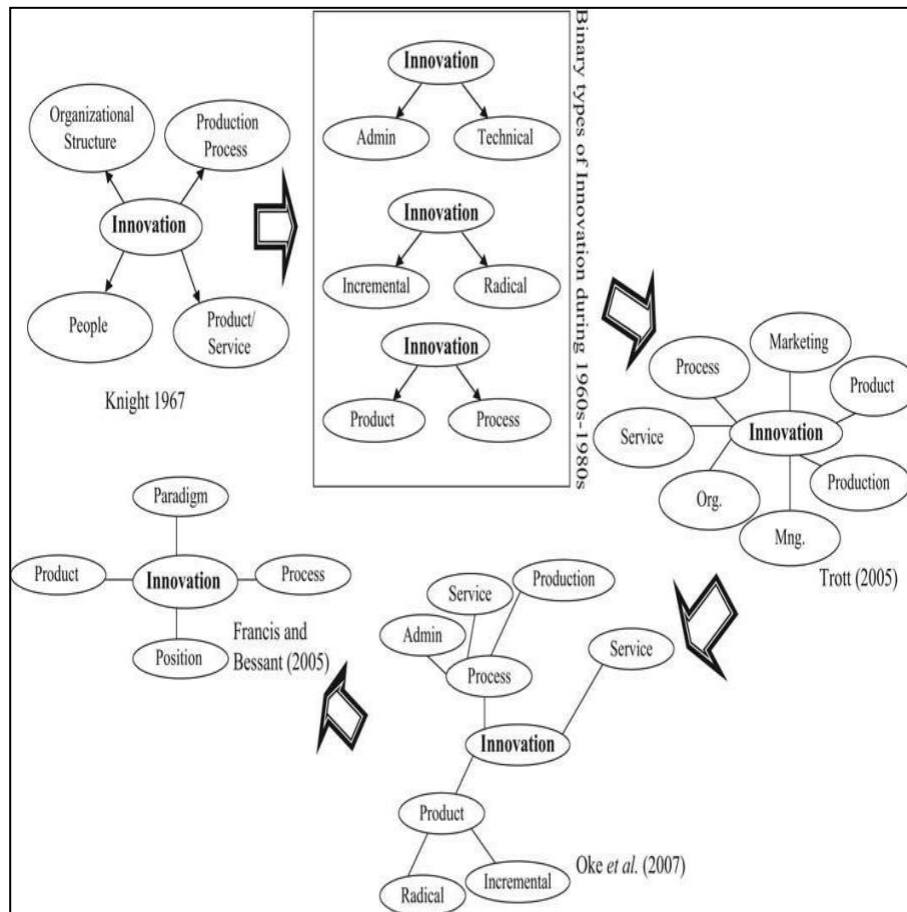 Organizational
Structure
Production
Process
Innovation
People
Product/
Service
Knight 1967
Binary types of Innovation during 1960s-1980s
Innovation
Admin
Technical
Innovation
Incremental
Radical
Innovation
Product
Process
Marketing
Process
Product
Service
Innovation
Production
Org.
Mng.
Trott (2005)
Paradigm
Product
Innovation
Process
Position
Francis and
Bessant (2005)
Service
Production
Admin
Process
Service
Innovation
Product
Radical
Incremental
Oke et al. (2007)